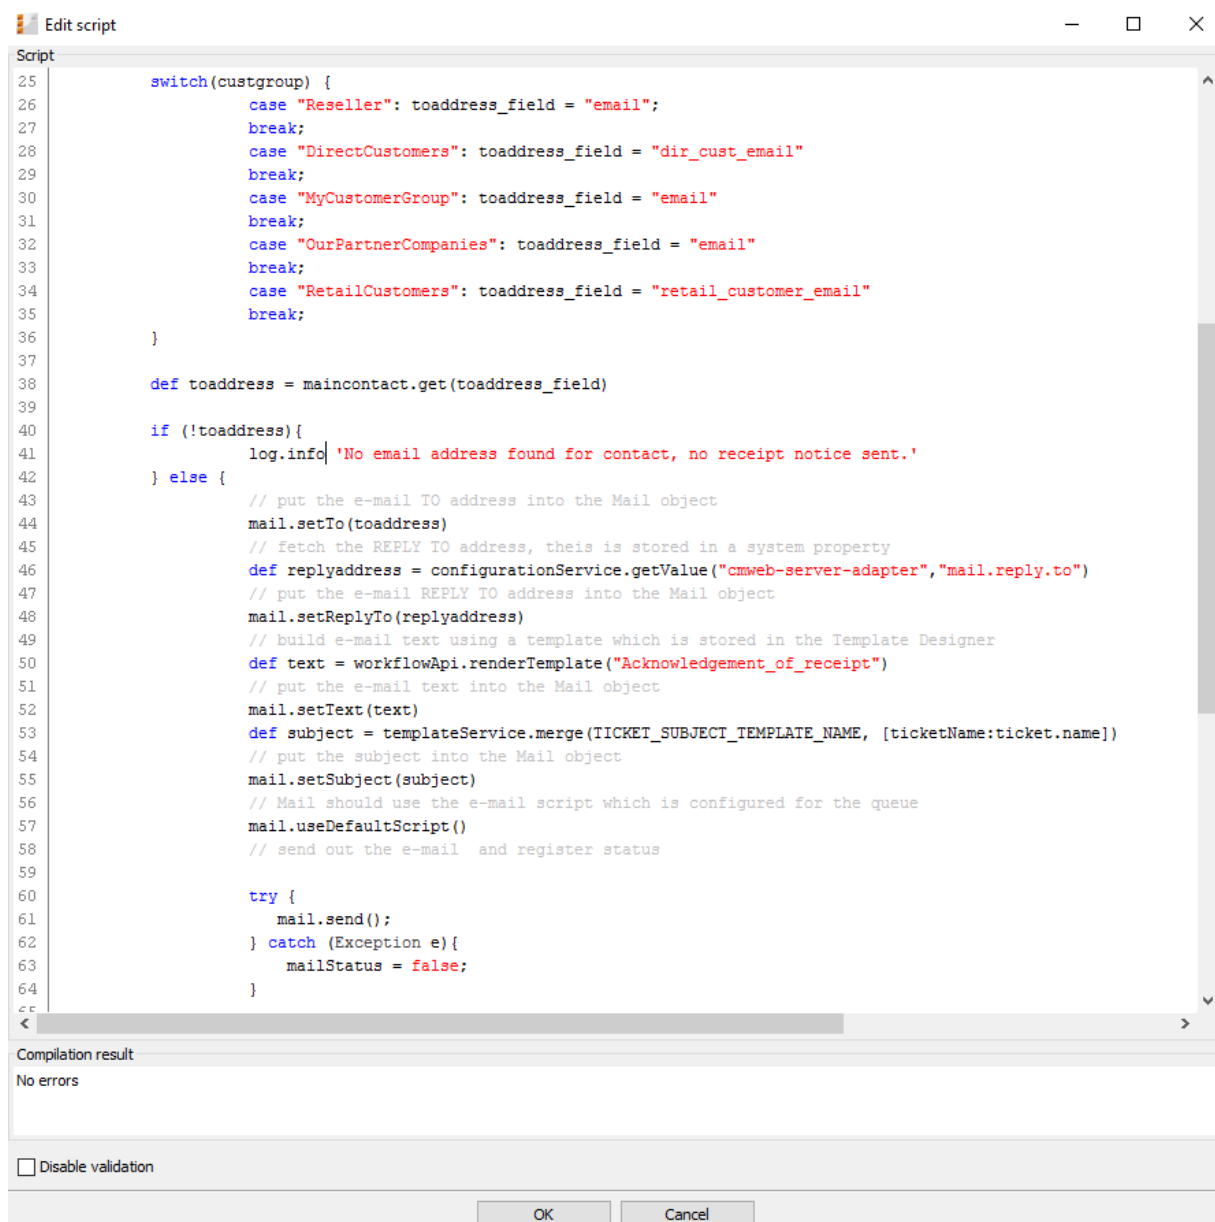 Edit script
Script
25 switch(custgroup) {
26 case "Reseller": toaddress_field = "email";
27 break;
28 case "DirectCustomers": toaddress_field = "dir_cust_email"
29 break;
30 case "MyCustomerGroup": toaddress_field = "email"
31 break;
32 case "OurPartnerCompanies": toaddress_field = "email"
33 break;
34 case "RetailCustomers": toaddress_field = "retail_customer_email"
35 break;
36 }
37
38 def toaddress = maincontact.get(toaddress_field)
39
40 if (!toaddress){
41 log.info 'No email address found for contact, no receipt notice sent.'
42 } else {
43 // put the e-mail TO address into the Mail object
44 mail.setTo(toaddress)
45 // fetch the REPLY TO address, theis is stored in a system property
46 def replyaddress = configurationService.getValue("cmweb-server-adapter","mail.reply.to")
47 // put the e-mail REPLY TO address into the Mail object
48 mail.setReplyTo(replyaddress)
49 // build e-mail text using a template which is stored in the Template Designer
50 def text = workflowApi.renderTemplate("Acknowledgement_of_receipt")
51 // put the e-mail text into the Mail object
52 mail.setText(text)
53 def subject = templateService.merge(TICKET_SUBJECT_TEMPLATE_NAME, [ticketName:ticket.name])
54 // put the subject into the Mail object
55 mail.setSubject(subject)
56 // Mail should use the e-mail script which is configured for the queue
57 mail.useDefaultScript()
58 // send out the e-mail  and register status
59
60 try {
61 mail.send();
62 } catch (Exception e){
63 mailStatus = false;
64 }
65
Compilation result
No errors
Disable validation
OK Cancel